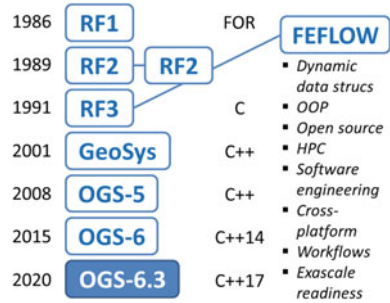 1986 RF1 FOR
FEFLOW
1989 RF2 RF2
1991 RF3 C
2001 GeoSys C++
2008 OGS-5 C++
2015 OGS-6 C++14
2020 OGS-6.3 C++17
▪ Dynamic
data strucs
▪ OOP
▪ Open source
▪ HPC
▪ Software
engineering
▪ Cross-
platform
▪ Workflows
▪ Exascale
readiness